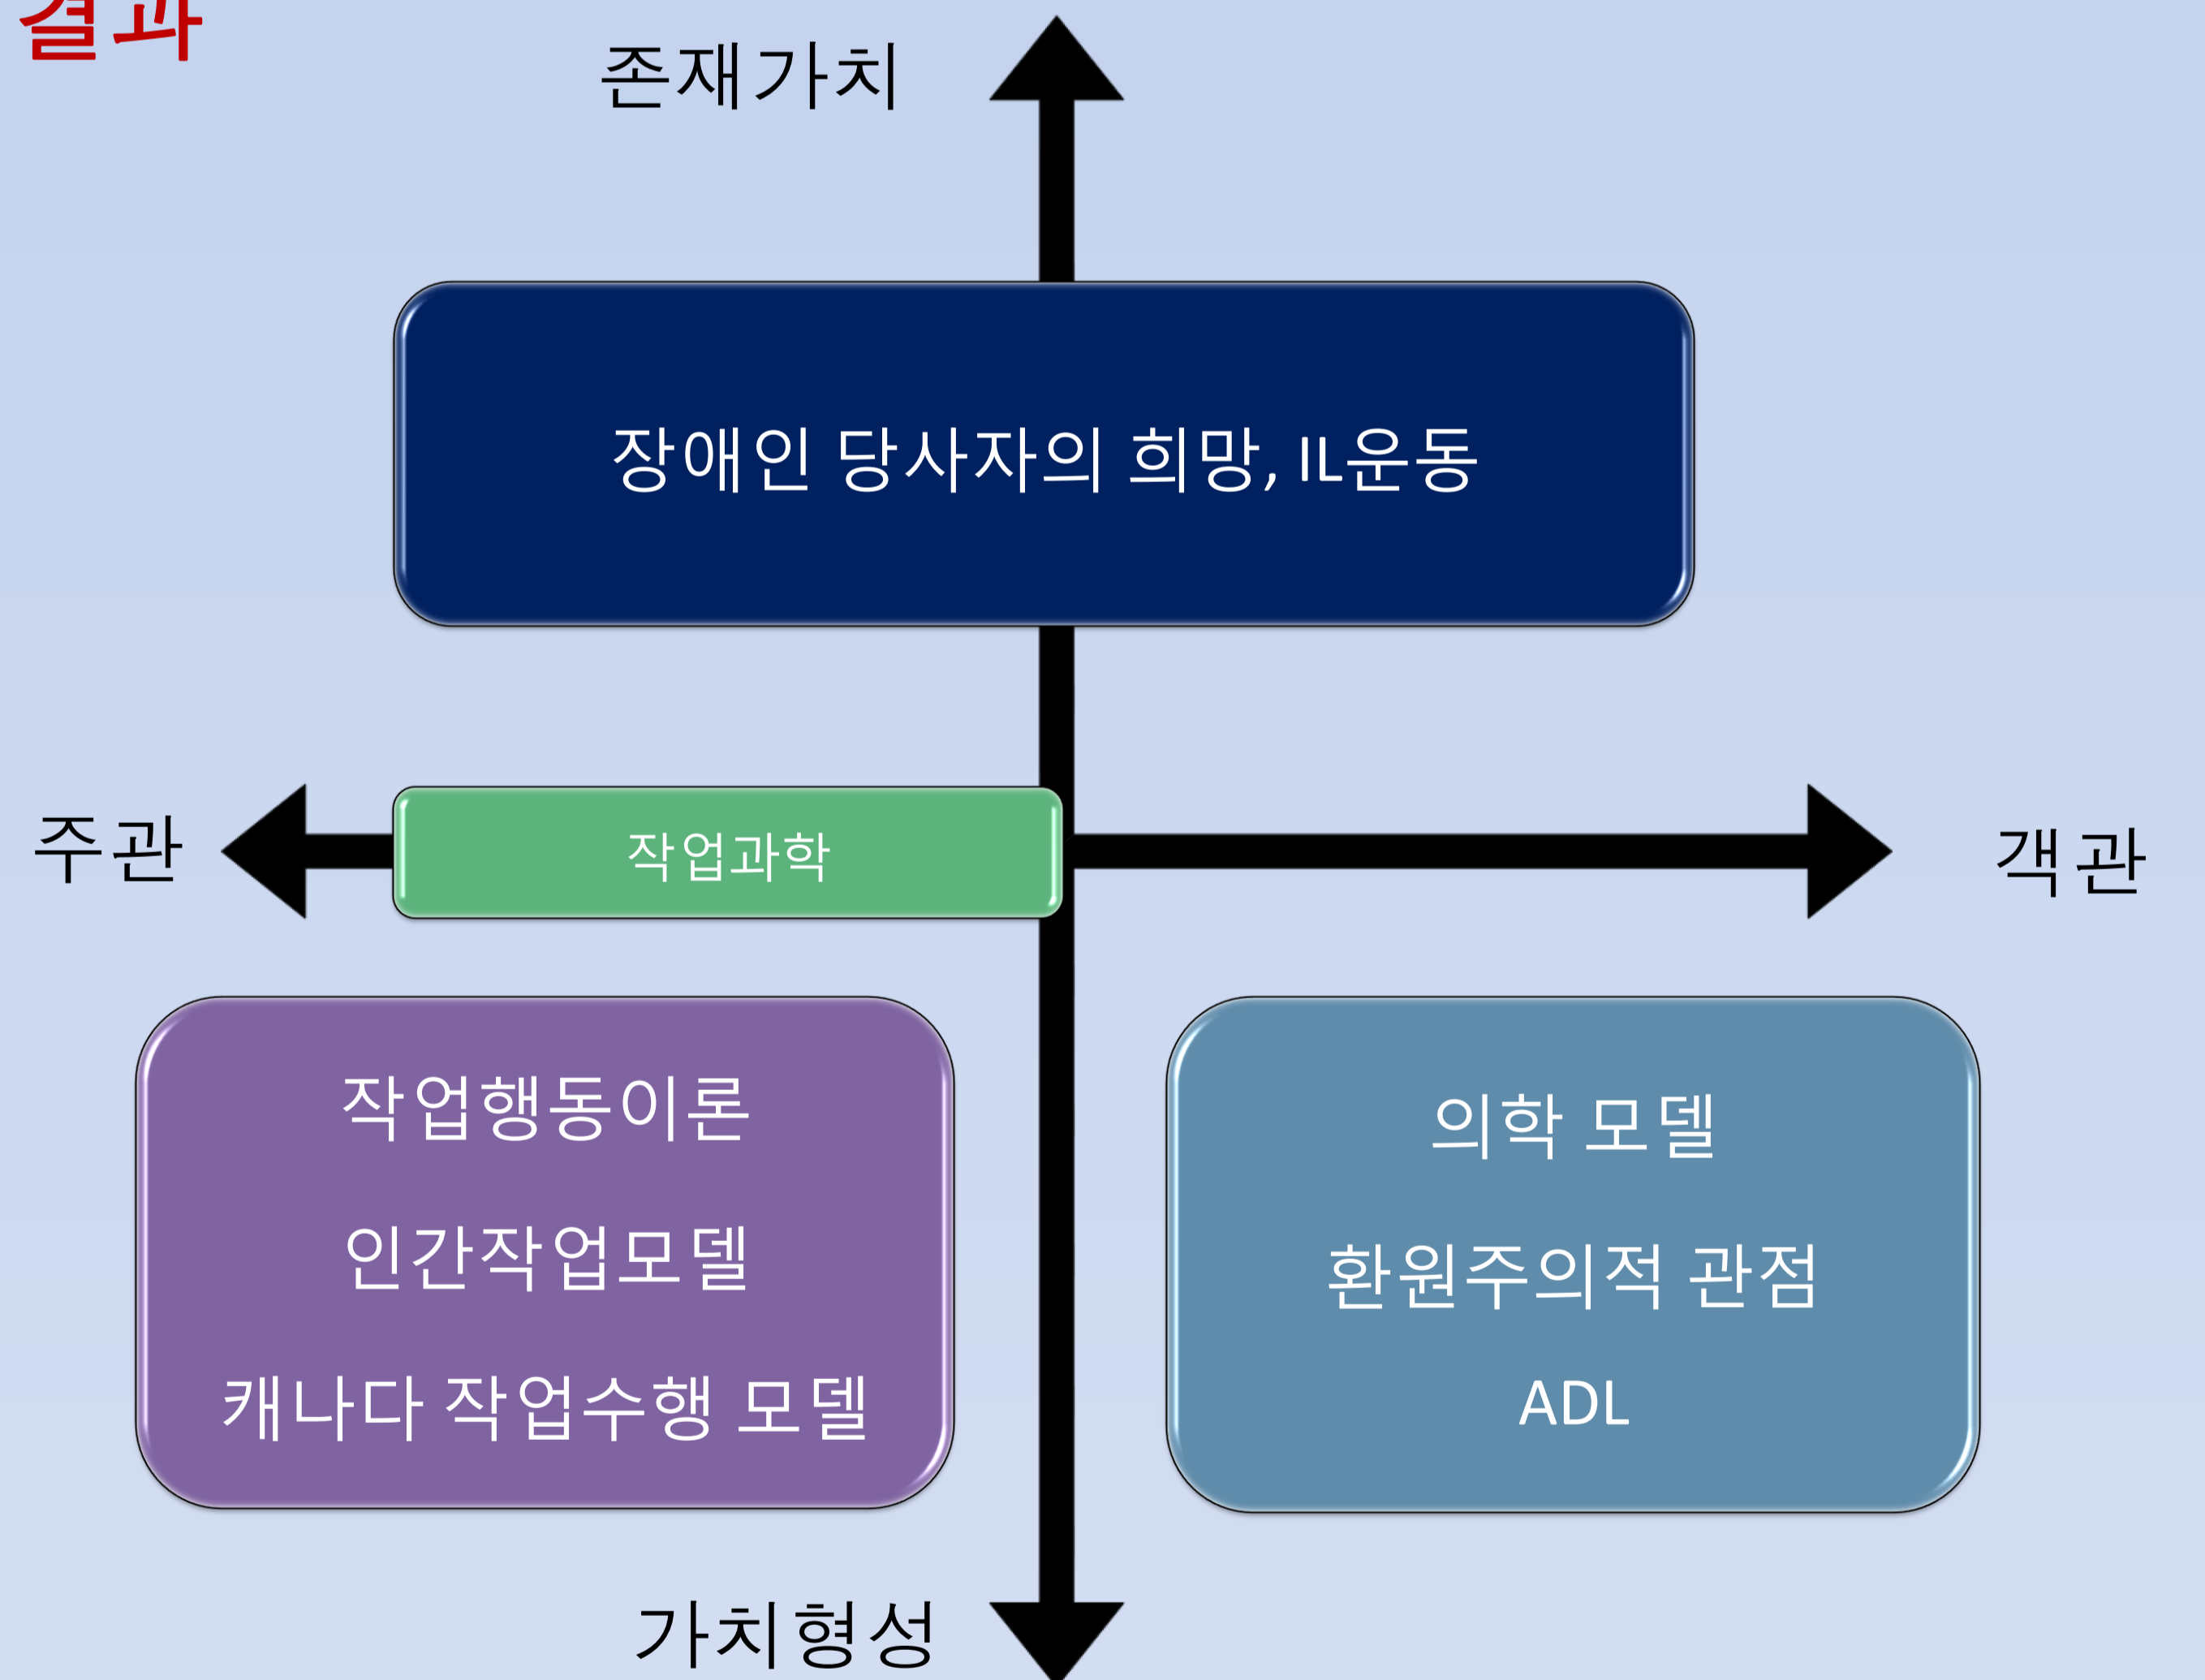 결과
존재가치
장애인 당사자의 희망, IL운동
주관
작업과학
객관
작업행동이론
인간작업모델
캐나다 작업수행 모델
의학 모델
환원주의적 관점
ADL
가치형성